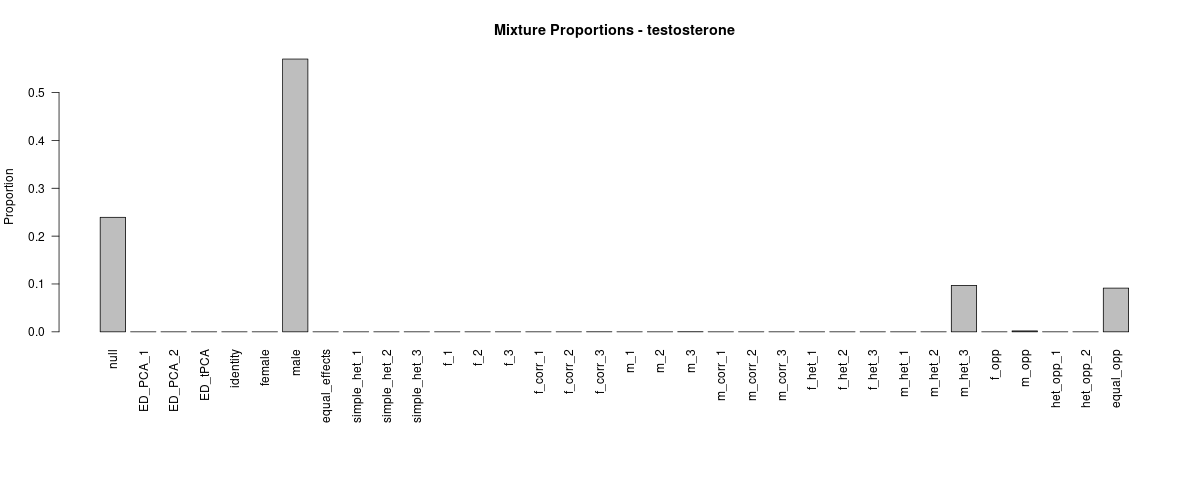 Mixture Proportions - testosterone
Proportion
0.5
0.4
0.3
0.2
0.1
0.0
null
ED_PCA_1
ED_PCA_2
ED_tPCA
identity
female
male
equal_effects
simple_het_1
simple_het_2
simple_het_3
f_1
f_2
f_3
f_corr_1
f_corr_2
f_corr_3
m_1
m_2
m_3
m_corr_1
m_corr_2
m_corr_3
f_het_1
f_het_2
f_het_3
m_het_1
m_het_2
m_het_3
f_opp
m_opp
het_opp_1
het_opp_2
equal_opp